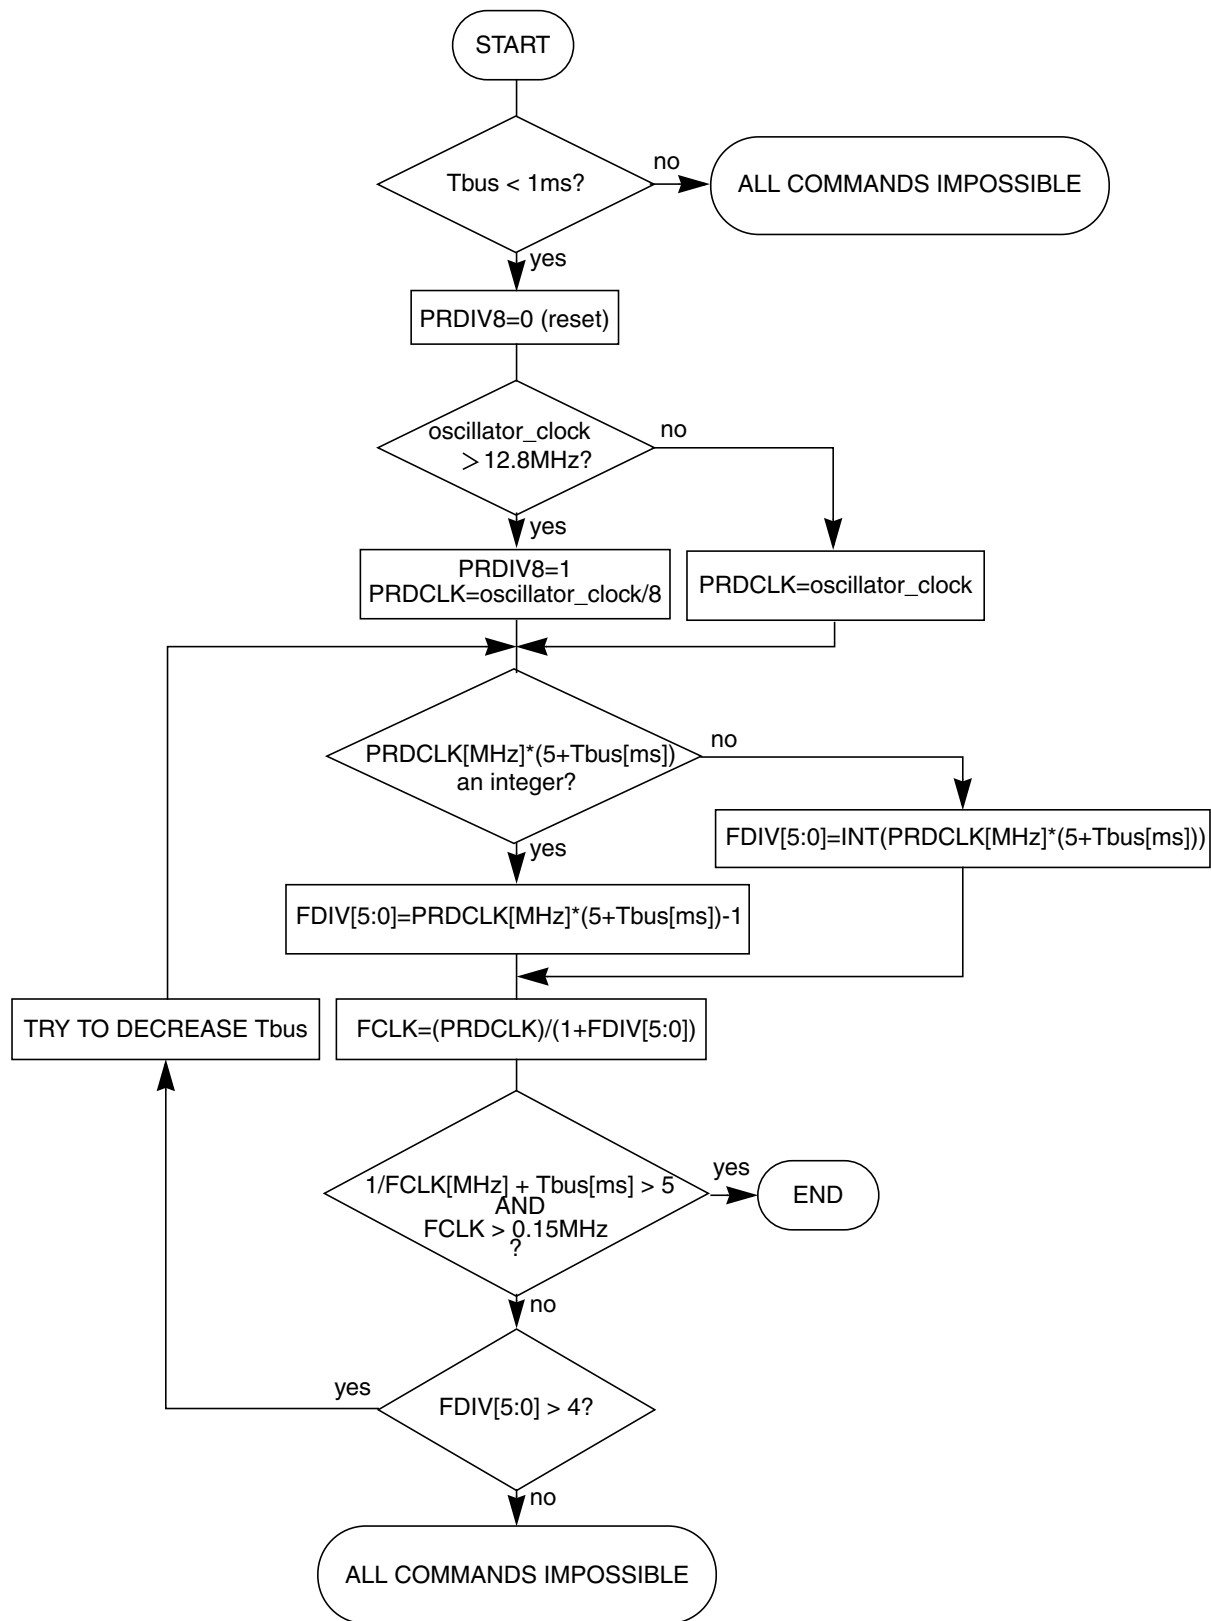 START
Tbus < 1ms?
no
ALL COMMANDS IMPOSSIBLE
yes
PRDIV8=0 (reset)
oscillator_clock
> 12.8MHz?
no
yes
PRDIV8=1
PRDCLK=oscillator_clock/8
PRDCLK=oscillator_clock
PRDCLK[MHz]*(5+Tbus[ms])
an integer?
no
yes
FDIV[5:0]=INT(PRDCLK[MHz]*(5+Tbus[ms]))
FDIV[5:0]=PRDCLK[MHz]*(5+Tbus[ms])-1
TRY TO DECREASE Tbus
FCLK=(PRDCLK)/(1+FDIV[5:0])
1/FCLK[MHz] + Tbus[ms] > 5
AND
FCLK > 0.15MHz
?
yes
END
no
FDIV[5:0] > 4?
yes
no
ALL COMMANDS IMPOSSIBLE